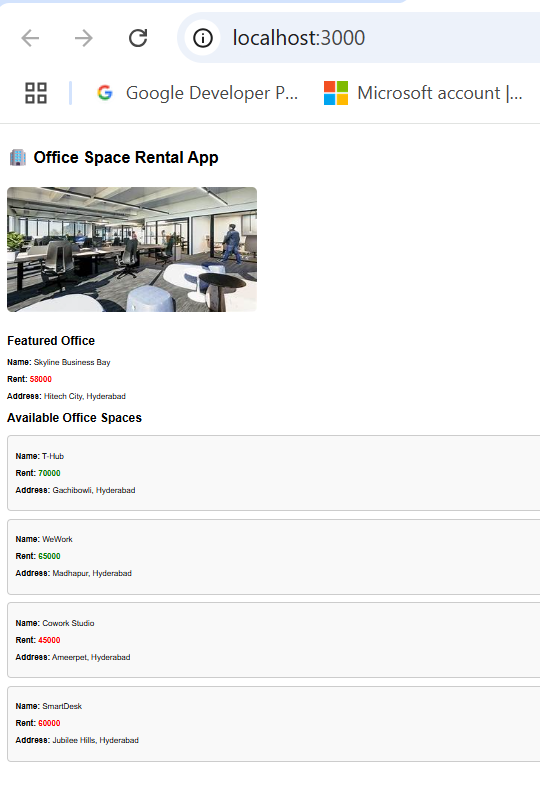 localhost:3000
Google Developer P...
Microsoft account |...
Office Space Rental App
Featured Office
Name: Skyline Business Bay
Rent: 58000
Address: Hitech City, Hyderabad
Available Office Spaces
Name: T-Hub
Rent: 70000
Address: Gachibowli, Hyderabad
Name: WeWork
Rent: 65000
Address: Madhapur, Hyderabad
Name: Cowork Studio
Rent: 45000
Address: Ameerpet, Hyderabad
Name: SmartDesk
Rent: 60000
Address: Jubilee Hills, Hyderabad